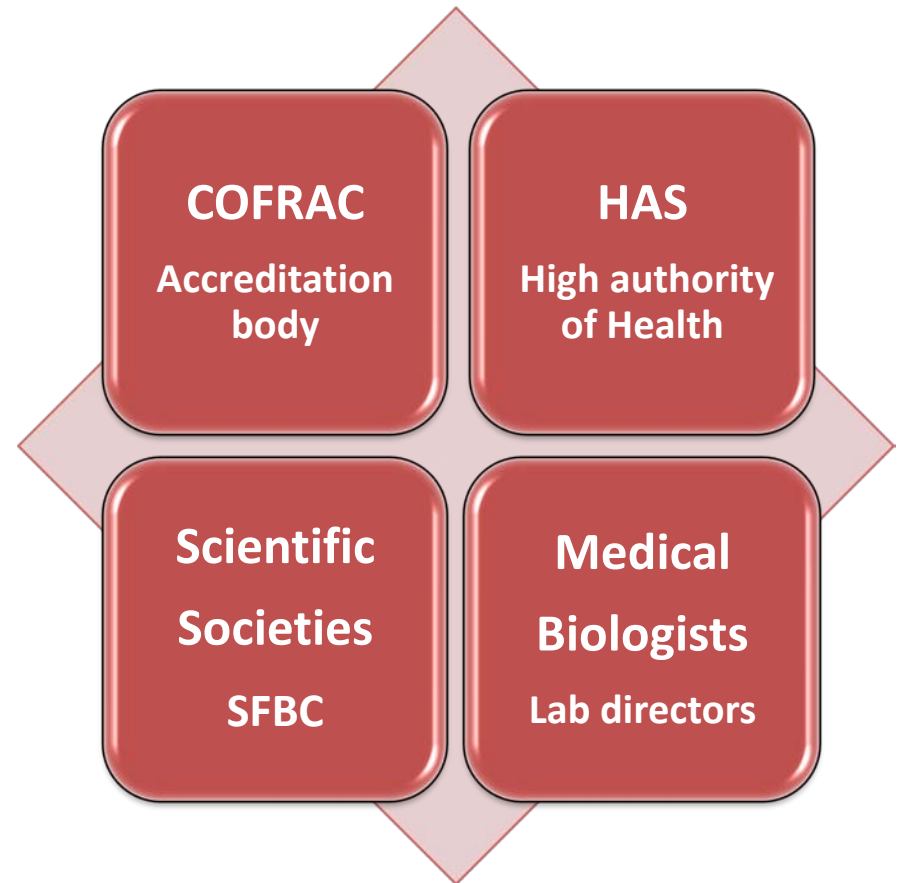 COFRAC
Accreditation
body
HAS
High authority
of Health
Scientific
Societies
SFBC
Medical
Biologists
Lab directors